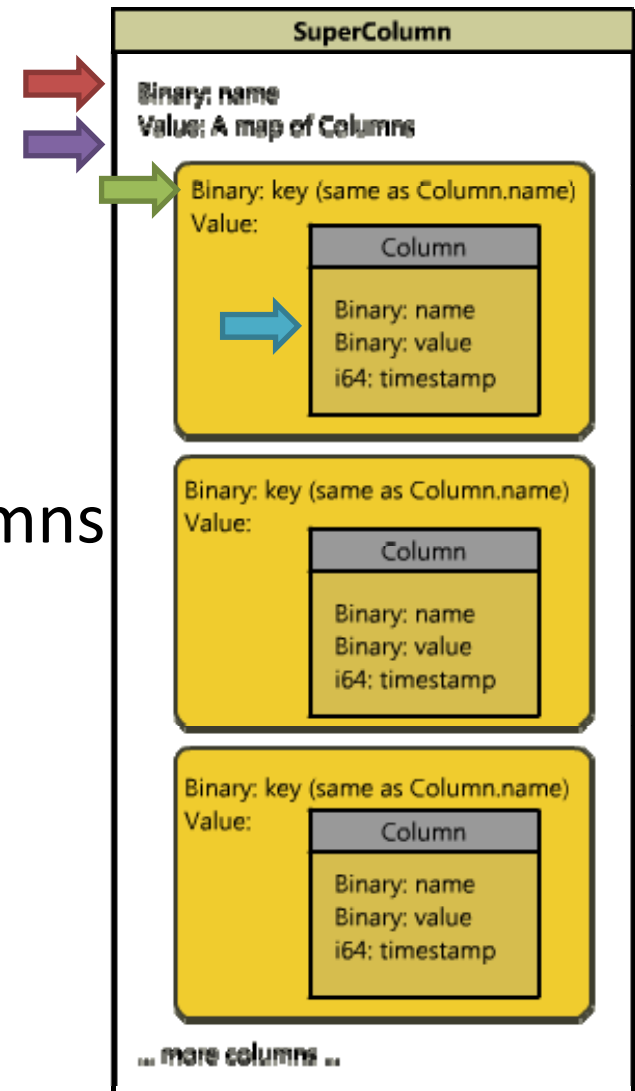 SuperColumn
Binary: name
Value: A map of Columns
Binary: key (same as Column.name)
Value:
Column
Binary: name
Binary: value
i64: timestamp
mns
Binary: key (same as Column.name)
Value:
Column
Binary: name
Binary: value
i64: timestamp
Binary: key (same as Column.name)
Value:
Column
Binary: name
Binary: value
i64: timestamp
... more columns ...